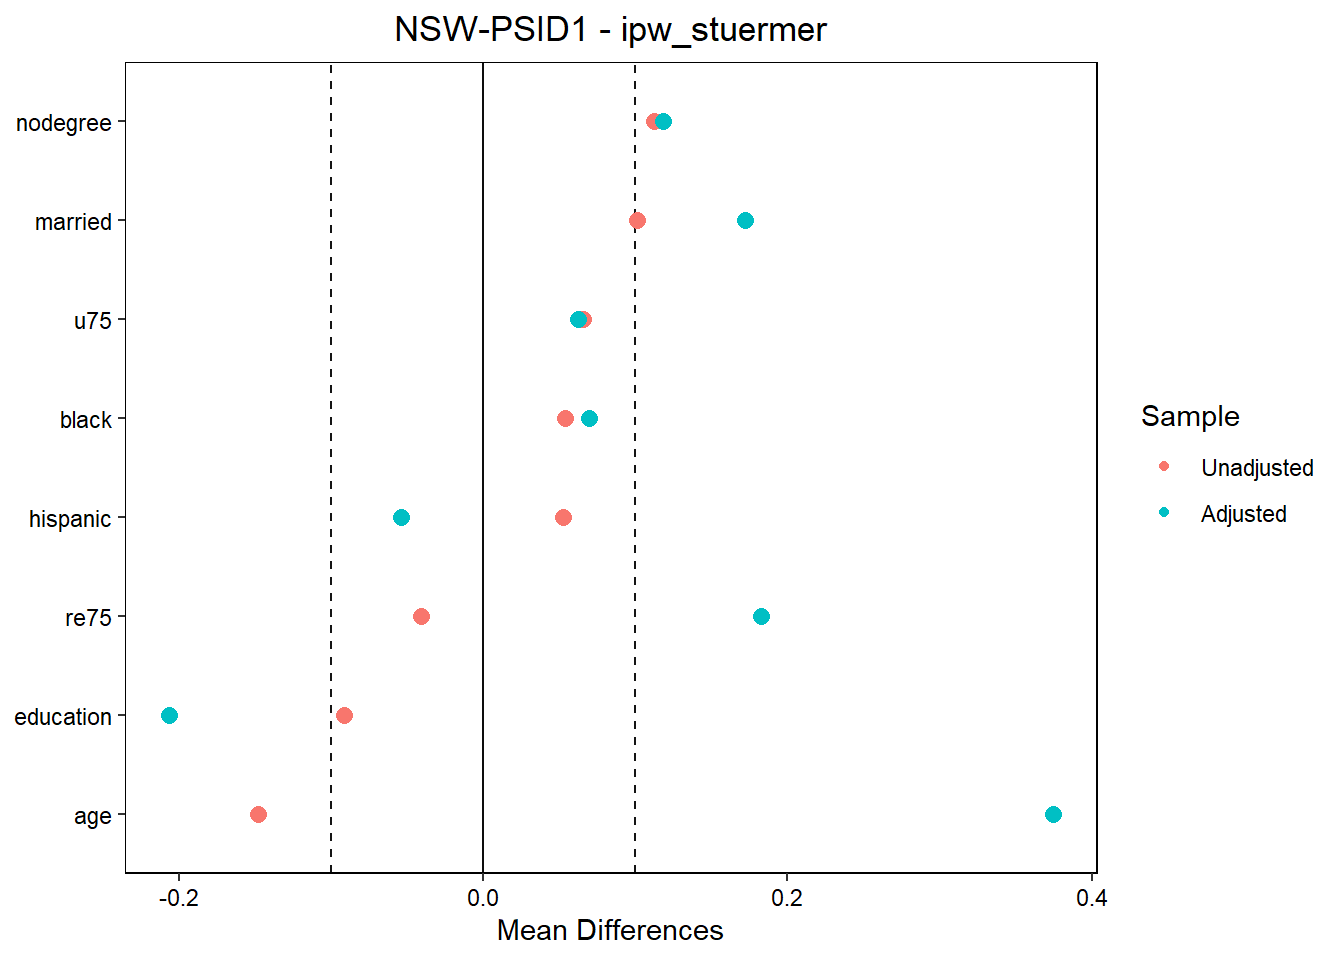 NSW-PSID1 - ipw_stuermer
nodegree
married
u75
black
hispanic
re75
education
age
-0.2 0.0 0.2 0.4
Mean Differences
Sample
Unadjusted
Adjusted